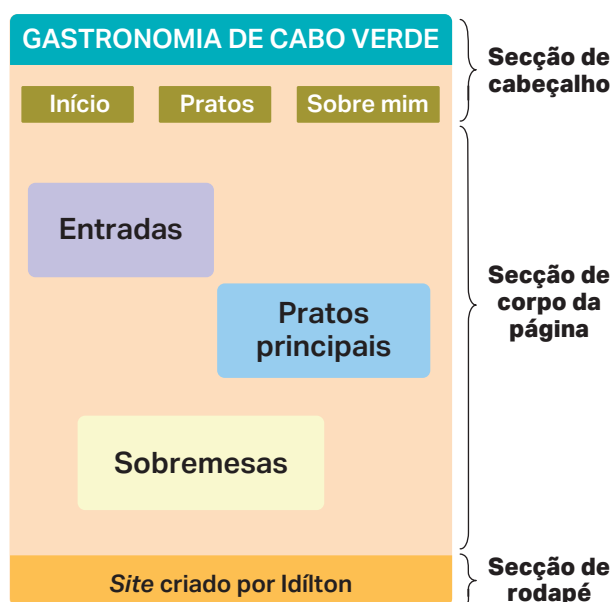 GASTRONOMIA DE CABO VERDE
Secção de
cabeçalho
Início Pratos Sobre mim
Entradas
Pratos
principais
Secção de
corpo da
página
Sobremesas
Site criado por Idílton
Secção de
rodapé